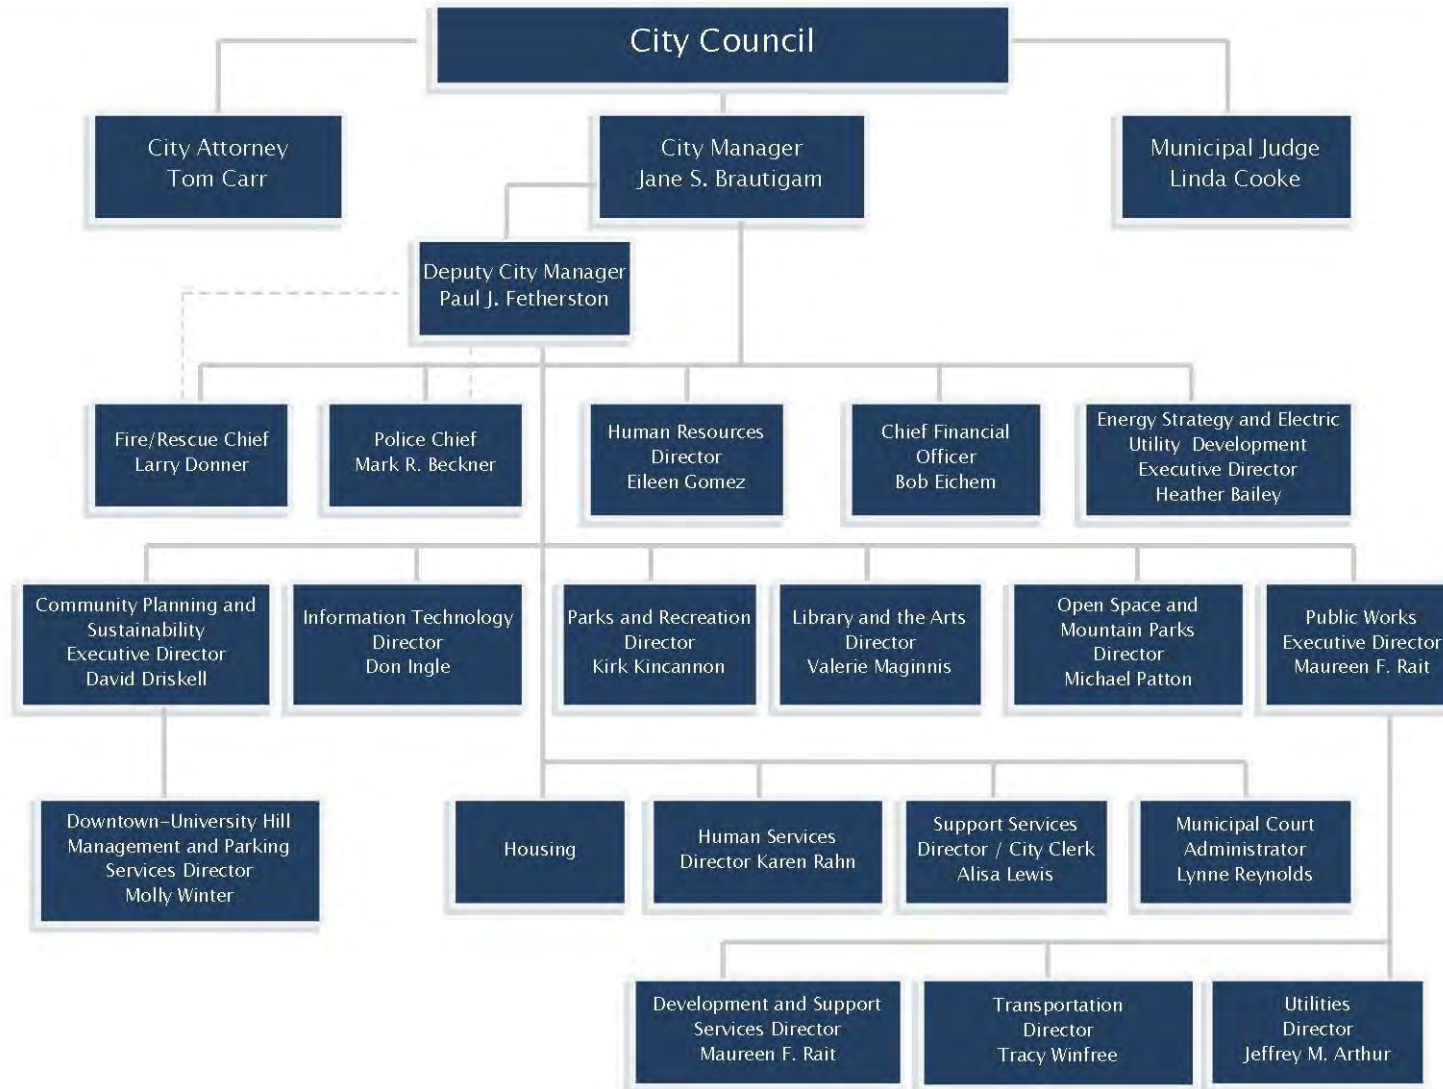 City Council
City Attorney
Tom Carr
City Manager
Jane S. Brautigam
Municipal Judge
Linda Cooke
Deputy City Manager
Paul J. Fetherston
Fire/Rescue Chief
Larry Donner
Police Chief
Mark R. Beckner
Human Resources
Director
Eileen Gomez
Chief Financial
Officer
Bob Eichem
Energy Strategy and Electric
Utility Development
Executive Director
Heather Bailey
Community Planning and
Sustainability
Executive Director
David Driskell
Information Technology
Director
Don Ingle
Parks and Recreation
Director
Kirk Kincannon
Library and the Arts
Director
Valerie Maginnis
Open Space and
Mountain Parks
Director
Michael Patton
Public Works
Executive Director
Maureen F. Rait
Downtown-University Hill
Management and Parking
Services Director
Molly Winter
Housing
Human Services
Director Karen Rahn
Support Services
Director / City Clerk
Alisa Lewis
Municipal Court
Administrator
Lynne Reynolds
Development and Support
Services Director
Maureen F. Rait
Transportation
Director
Tracy Winfree
Utilities
Director
Jeffrey M. Arthur